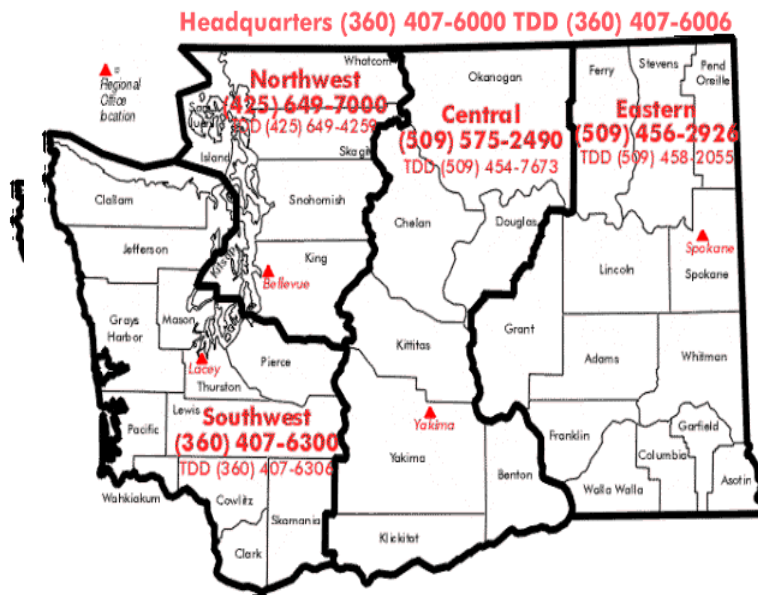 Headquarters (360) 407-6000 TDD (360) 407-6006
=
Regional
Office
location
Whatcom
Northwest
(425) 649-7000
TDD (425) 649-4259
San
Juan
Island
Skagit
Snohomish
King
Bellevue
Kitsap
Okanogan
Central
(509) 575-2490
TDD (509) 454-7673
Chelan
Douglas
Kittitas
Yakima
Yakima
Benton
Klickitat
Ferry
Stevens
Pend
Oreille
Eastern
(509) 456-2926
TDD (509) 458-2055
Spokane
Spokane
Lincoln
Grant
Adams
Whitman
Franklin
Garfield
Columbia
Walla Walla
Asotin
Clallam
Jefferson
Grays
Harbor
Mason
Lacey
Thurston
Pierce
Pacific
Lewis
Southwest
(360) 407-6300
TDD (360) 407-6306
Wahkiakum
Cowlitz
Skamania
Clark